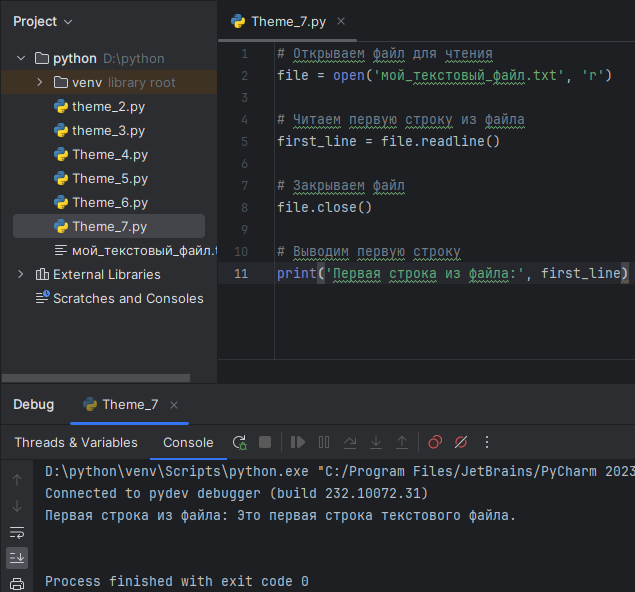 Project
python D:\python
venv library root
theme_2.py
theme_3.py
Theme_4.py
Theme_5.py
Theme_6.py
Theme_7.py
мой_текстовый_файл.
External Libraries
Scratches and Consoles
Theme_7.py
1 # Открываем файл для чтения
2 file = open('мой_текстовый_файл.txt', 'r')
3
4 # Читаем первую строку из файла
5 first_line = file.readline()
6
7 # Закрываем файл
8 file.close()
9
10 # Выводим первую строку
11 print('Первая строка из файла:', first_line)
Debug Theme_7
Threads & Variables Console
D:\python\venv\Scripts\python.exe "C:/Program Files/JetBrains/PyCharm 2023
Connected to pydev debugger (build 232.10072.31)
Первая строка из файла: Это первая строка текстового файла.
Process finished with exit code 0